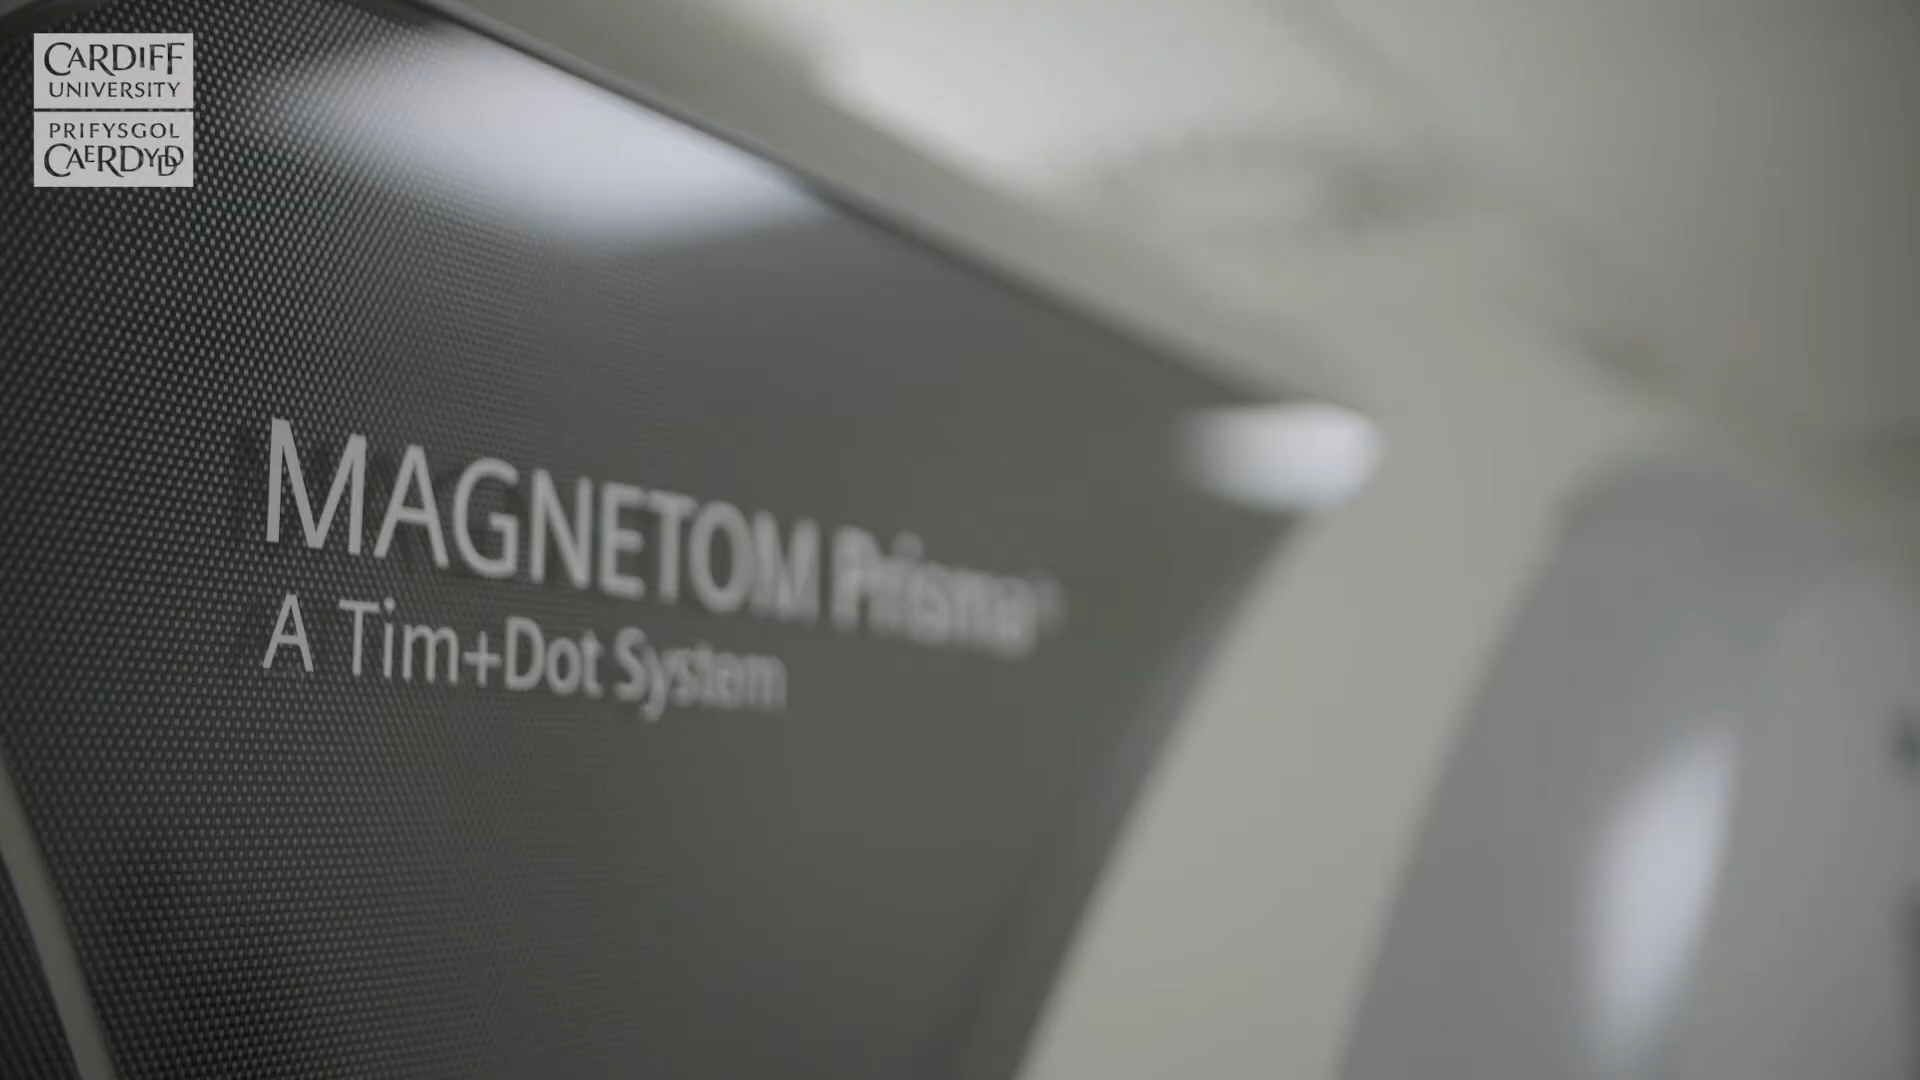 CARDIFF
UNIVERSITY
PRIFYSGOL
CAERDYDD
MAGNETOM Prisma
A Tim+Dot System